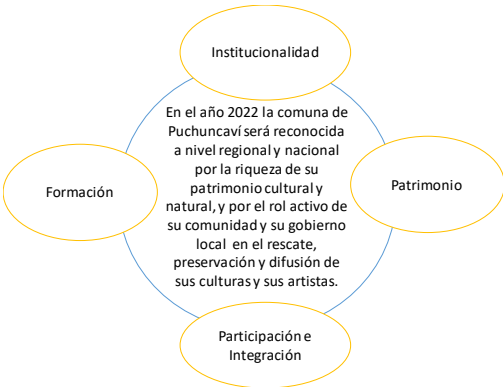 Institucionalidad
En el año 2022 la comuna de
Puchuncaví será reconocida
a nivel regional y nacional
por la riqueza de su
patrimonio cultural y
natural, y por el rol activo de
su comunidad y su gobierno
local en el rescate,
preservación y difusión de
sus culturas y sus artistas.
Formación
Patrimonio
Participación e
Integración